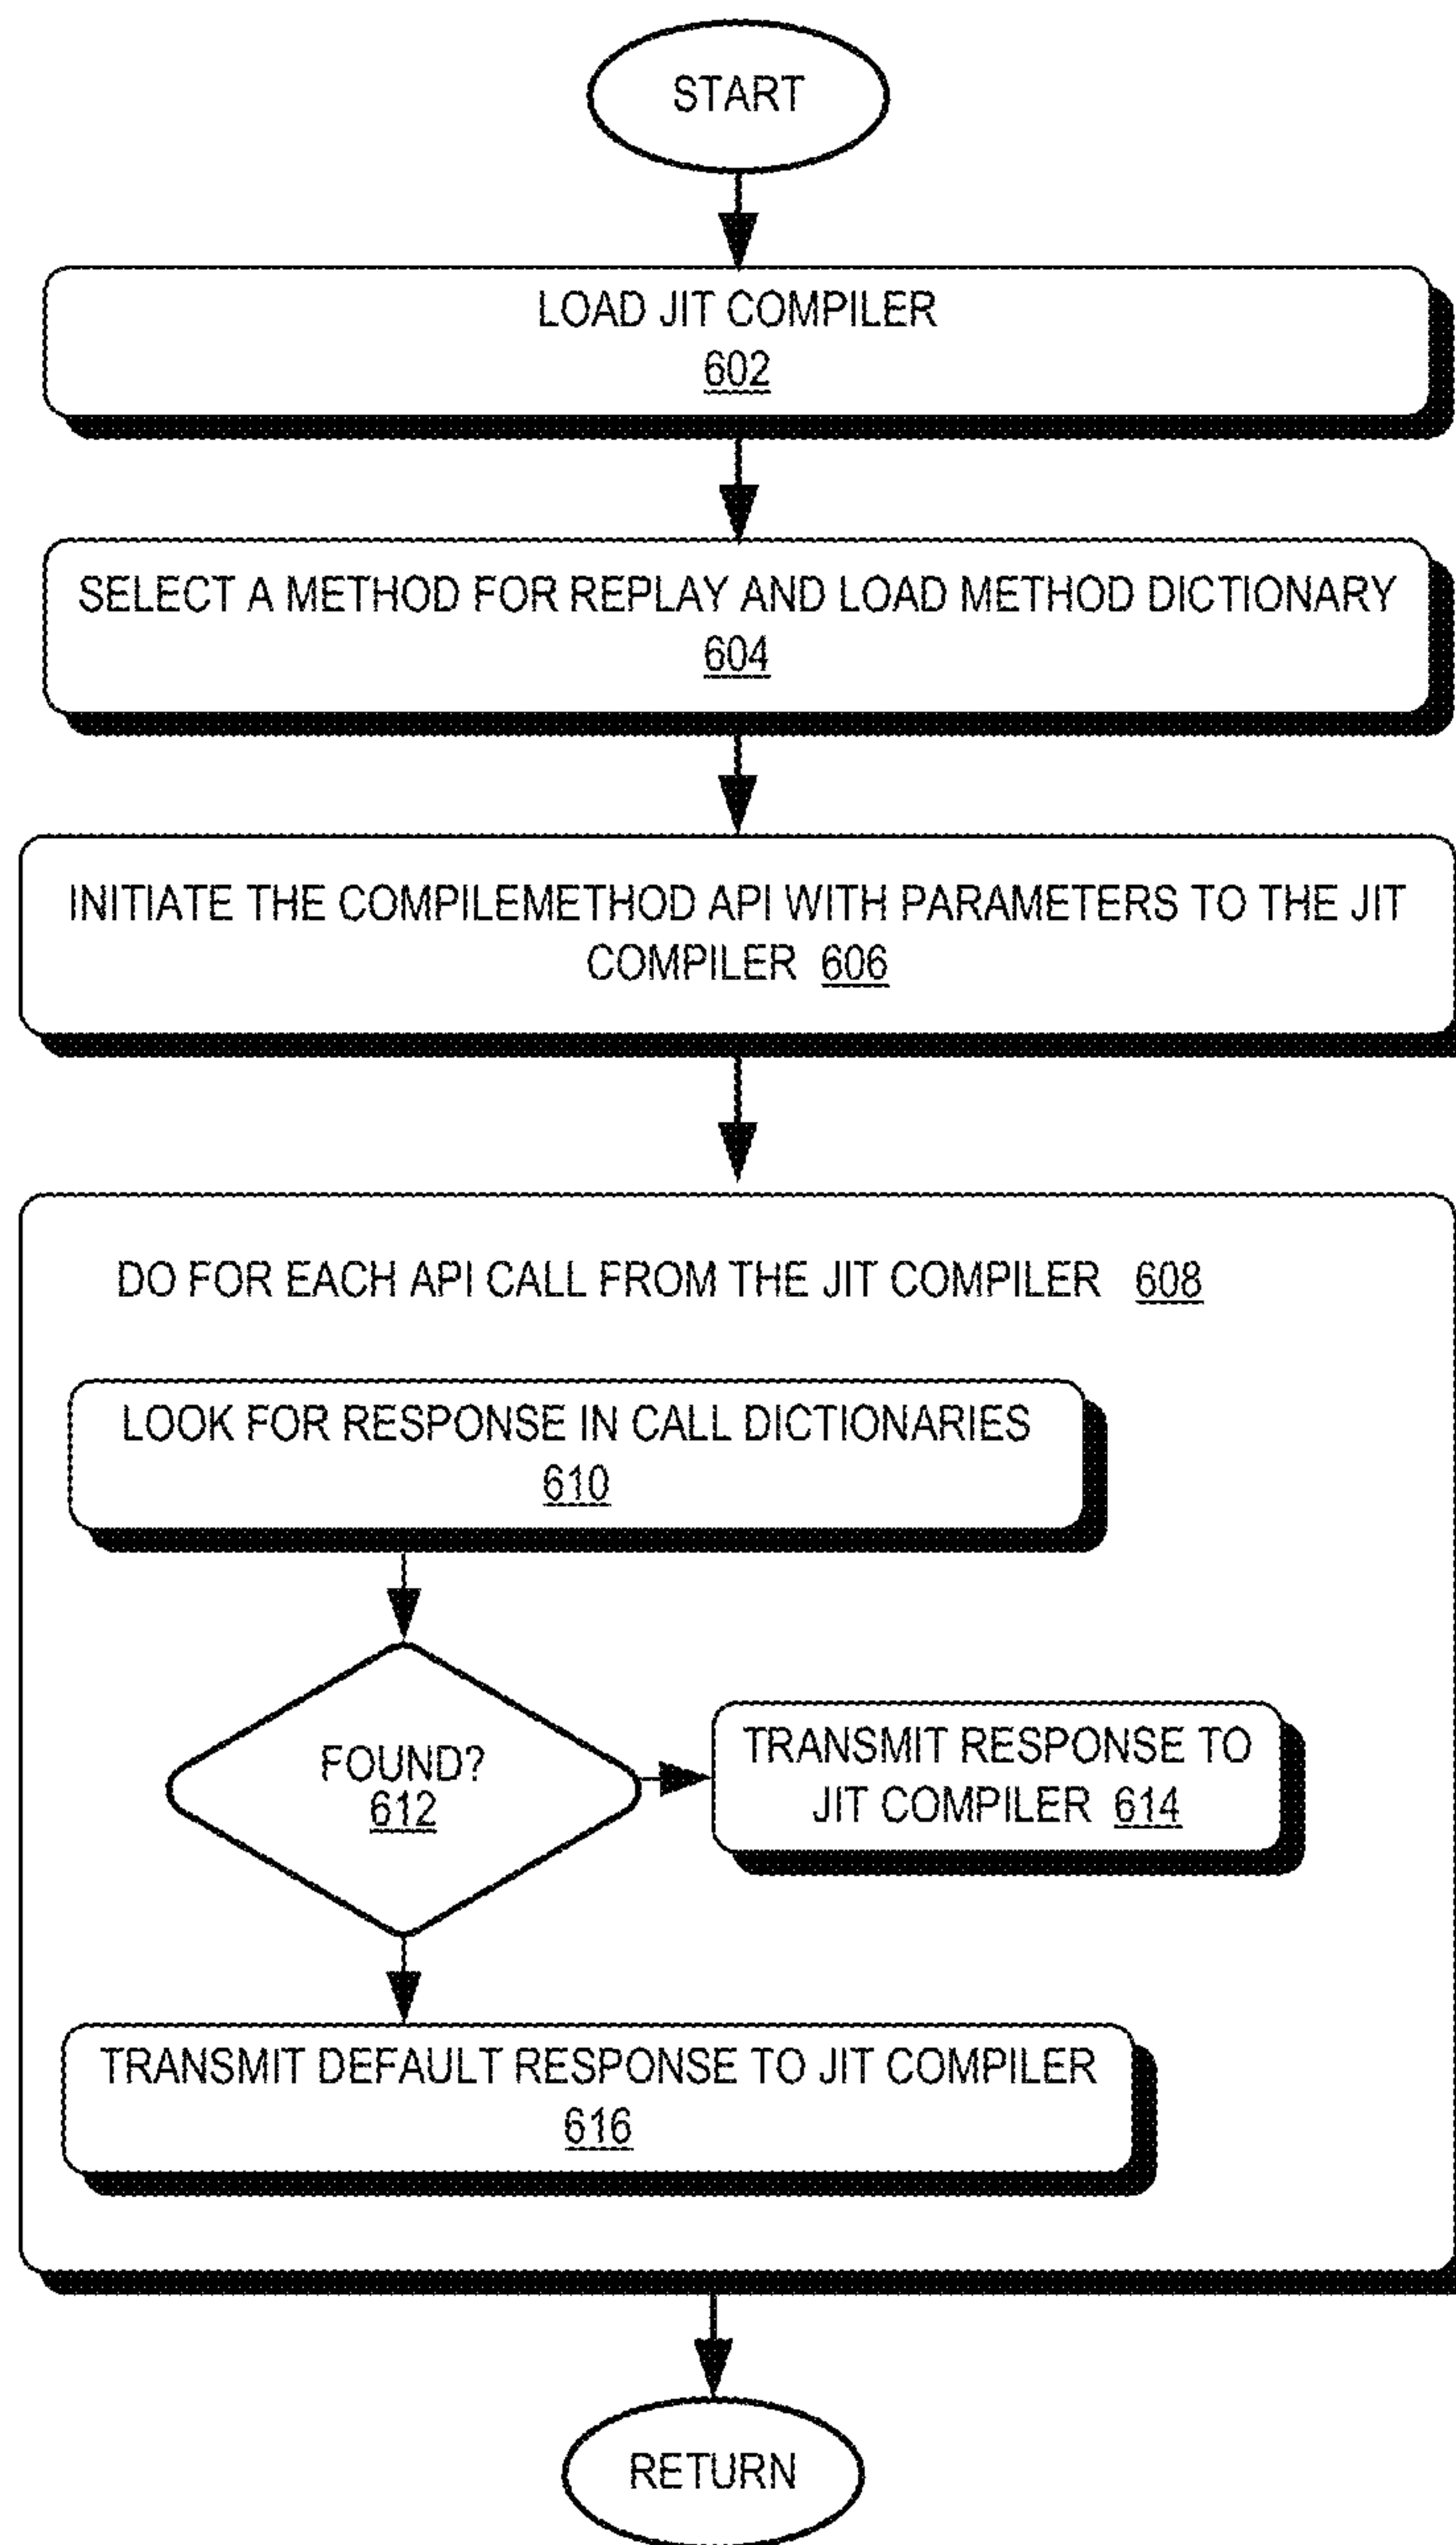 START
LOAD JIT COMPILER
602
SELECT A METHOD FOR REPLAY AND LOAD METHOD DICTIONARY
604
INITIATE THE COMPILEMETHOD API WITH PARAMETERS TO THE JIT
COMPILER 606
DO FOR EACH API CALL FROM THE JIT COMPILER 608
LOOK FOR RESPONSE IN CALL DICTIONARIES
610
FOUND?
612
TRANSMIT RESPONSE TO
JIT COMPILER 614
TRANSMIT DEFAULT RESPONSE TO JIT COMPILER
616
RETURN